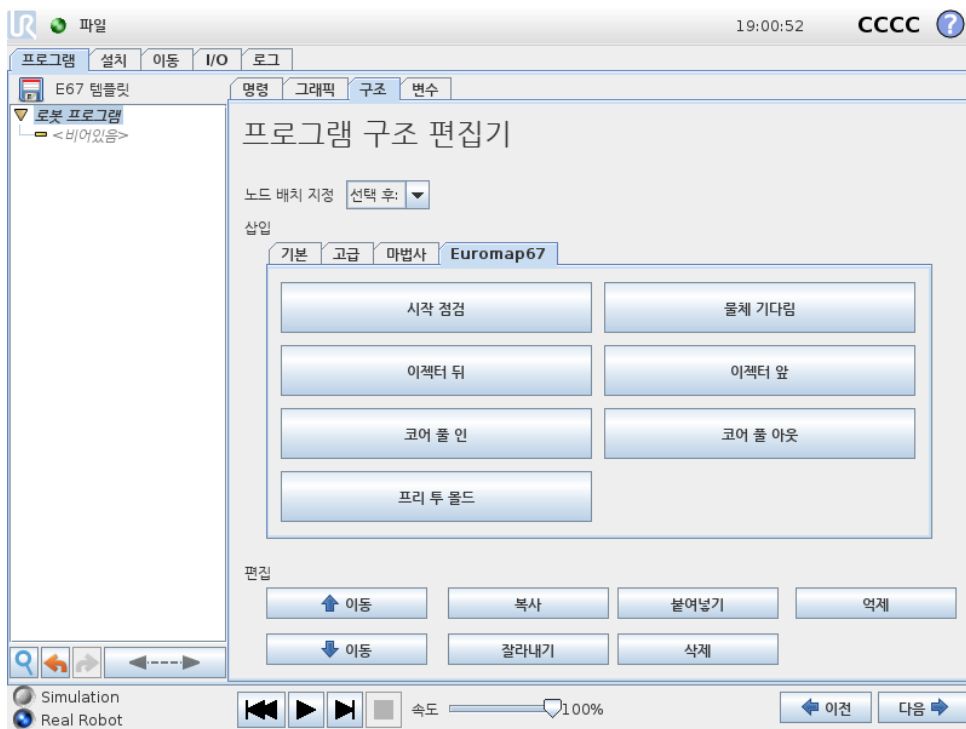 UR 파일 19:00:52 CCCC ?
프로그램 설치 이동 I/O 로그
E67 템플릿 명령 그래픽 구조 변수
로봇 프로그램
<비어있음>
프로그램 구조 편집기
노드 배치 지정 선택 후:
삽입
기본 고급 마법사 Euromap67
시작 점검 물체 기다림
이젝터 뒤 이젝터 앞
코어 풀 인 코어 풀 아웃
프리 투 몰드
편집
이동 복사 붙여넣기 억제
이동 잘라내기 삭제
Simulation
Real Robot
속도 100% 이전 다음